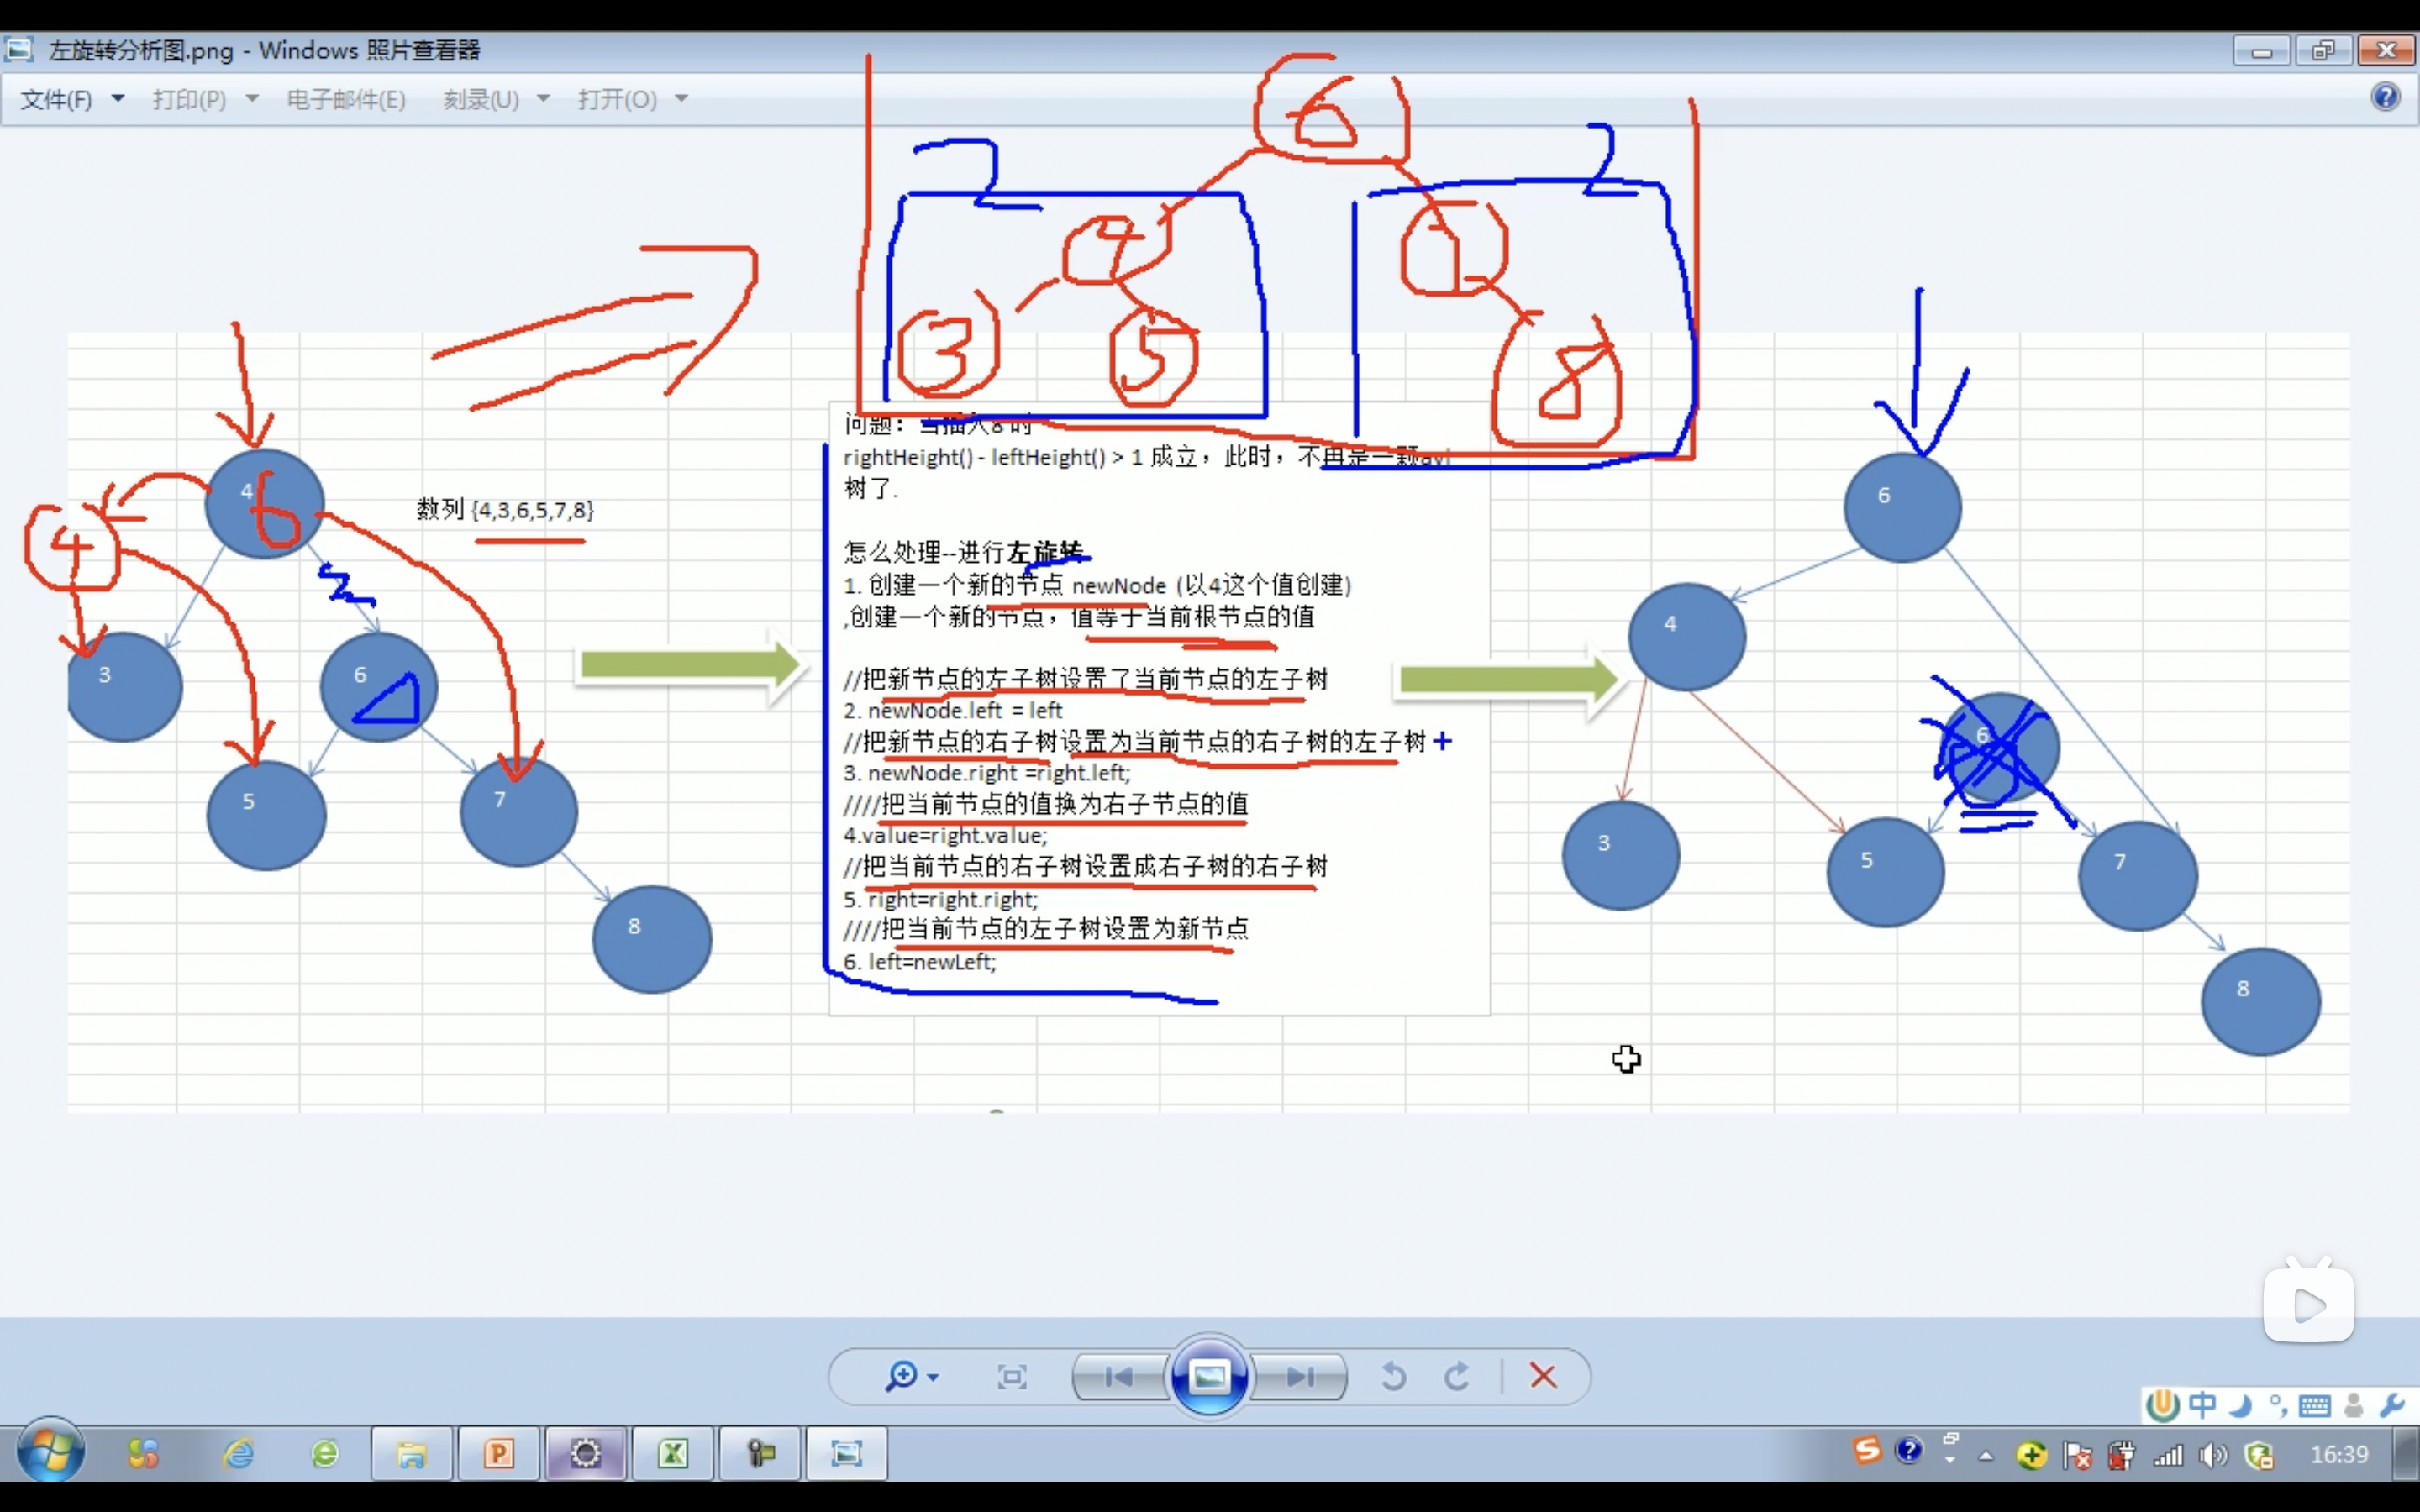 左旋转分析图.png - Windows 照片查看器
文件(F) 打印(P) 电子邮件(E) 刻录(U) 打开(O)
6
2
2
4
7
3
5
8
问题：当插入8 时
rightHeight() - leftHeight() > 1 成立，此时，不再是一颗avl
树了.
怎么处理--进行左旋转
1. 创建一个新的节点 newNode (以4这个值创建)
,创建一个新的节点，值等于当前根节点的值
//把新节点的左子树设置了当前节点的左子树
2. newNode.left = left
//把新节点的右子树设置为当前节点的右子树的左子树
3. newNode.right =right.left;
////把当前节点的值换为右子节点的值
4.value=right.value;
//把当前节点的右子树设置成右子树的右子树
5. right=right.right;
////把当前节点的左子树设置为新节点
6. left=newLeft;
4
6
数列 {4,3,6,5,7,8}
4
3
6
5
7
8
6
4
6
3
5
7
8
中
16:39